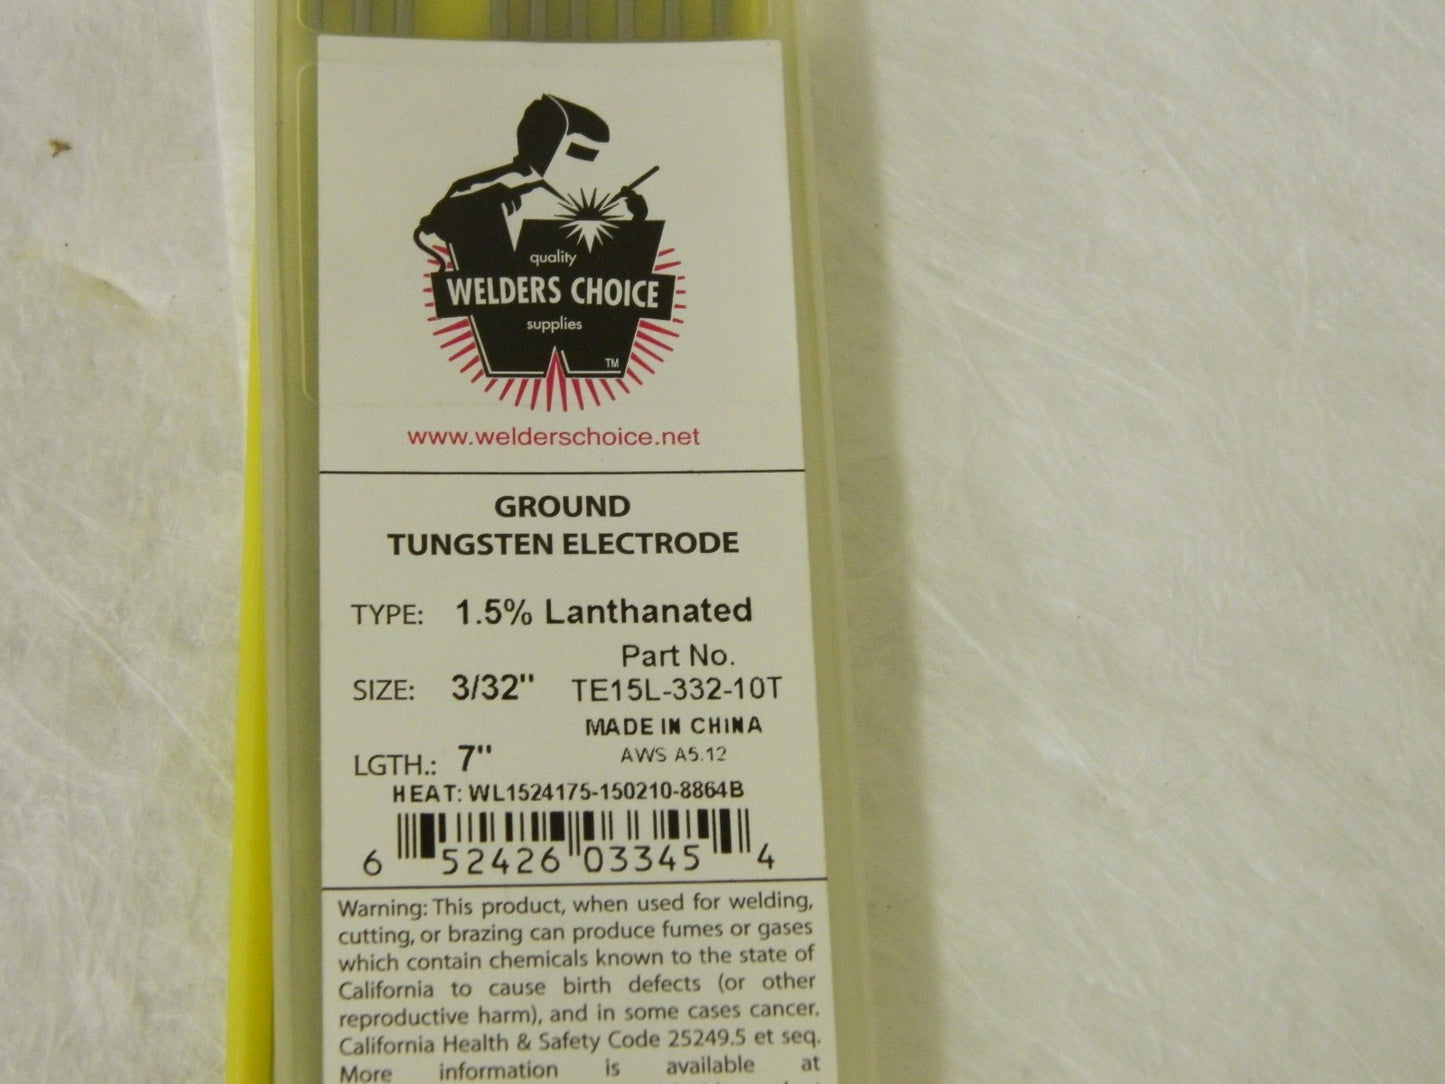 quality
WELDERS CHOICE
supplies
TM
www.welderschoice.net
GROUND
TUNGSTEN ELECTRODE
TYPE: 1.5% Lanthanated
Part No.
SIZE: 3/32" TE15L-332-10T
MADE IN CHINA
LGTH.: 7" AWS A5.12
HEAT: WL1524175-150210-8864B
6 52426 03345 4
Warning: This product, when used for welding,
cutting, or brazing can produce fumes or gases
which contain chemicals known to the state of
California to cause birth defects (or other
reproductive harm), and in some cases cancer.
California Health & Safety Code 25249.5 et seq.
More information is available at